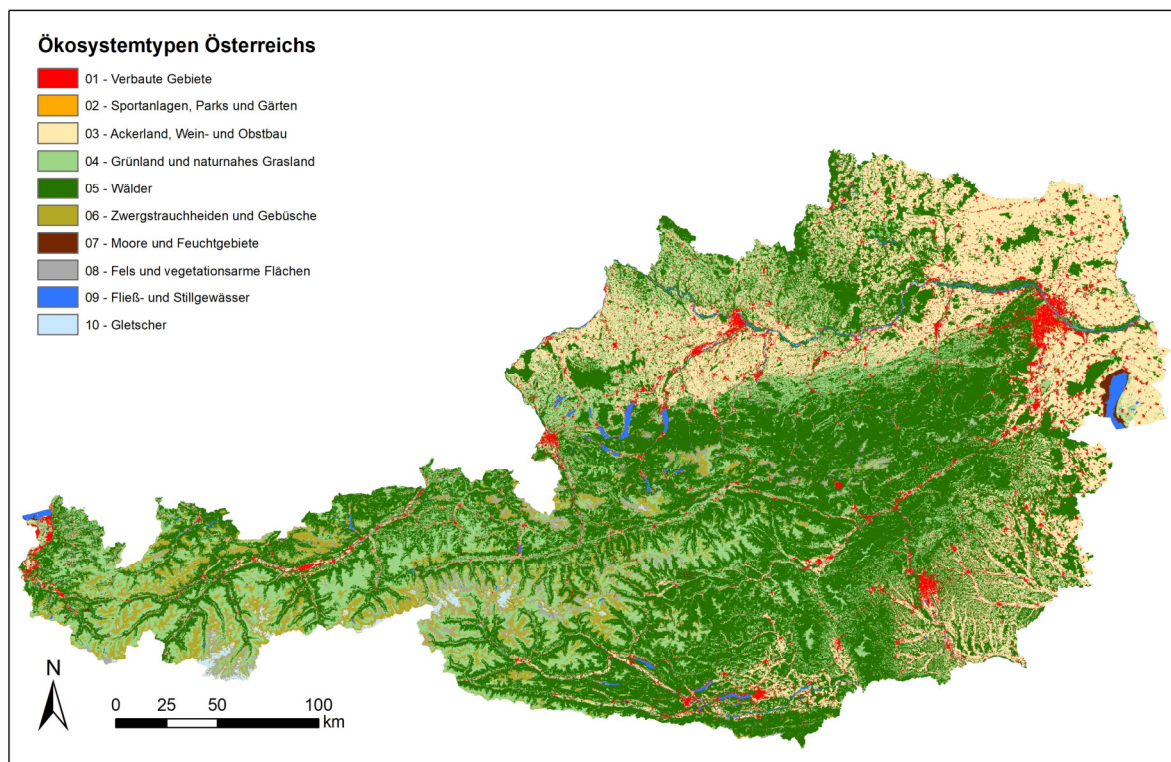 Ökosystemtypen Österreichs
01 - Verbaute Gebiete
02 - Sportanlagen, Parks und Gärten
03 - Ackerland, Wein- und Obstbau
04 - Grünland und naturnahes Grasland
05 - Wälder
06 - Zwergstrauchheiden und Gebüsche
07 - Moore und Feuchtgebiete
08 - Fels und vegetationsarme Flächen
09 - Fließ- und Stillgewässer
10 - Gletscher
N
0 25 50 100
km